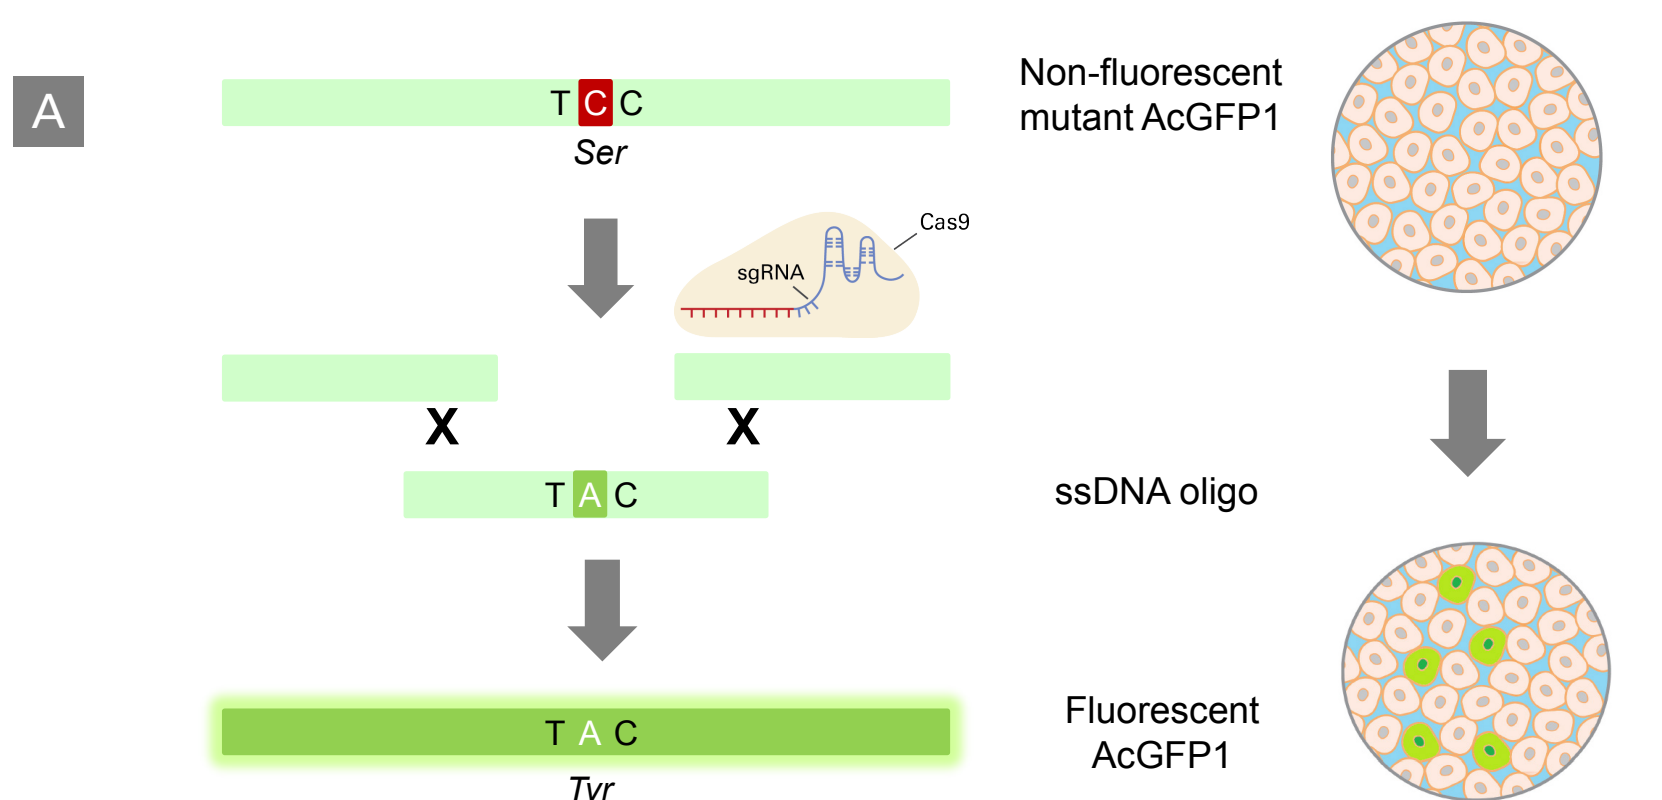 A
T C C
Ser
Non-fluorescent
mutant AcGFP1
Cas9
sgRNA
X X
T A C
ssDNA oligo
T A C
Tyr
Fluorescent
AcGFP1